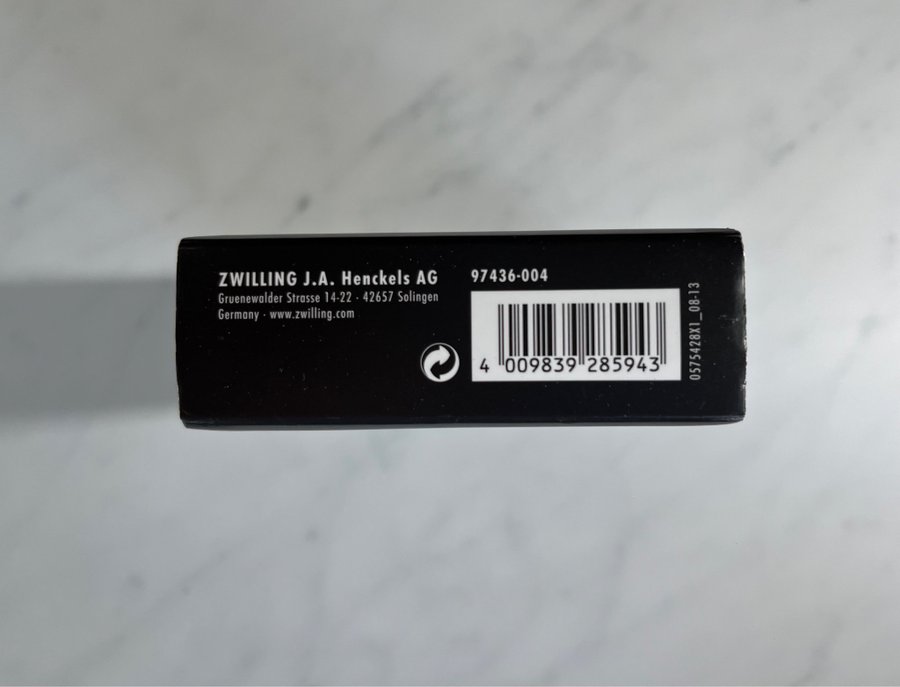 ZWILLING J.A. Henckels AG
Gruenewalder Strasse 14-22 · 42657 Solingen
Germany · www.zwilling.com
97436-004
4 009839 285943
0575428X1_08-13